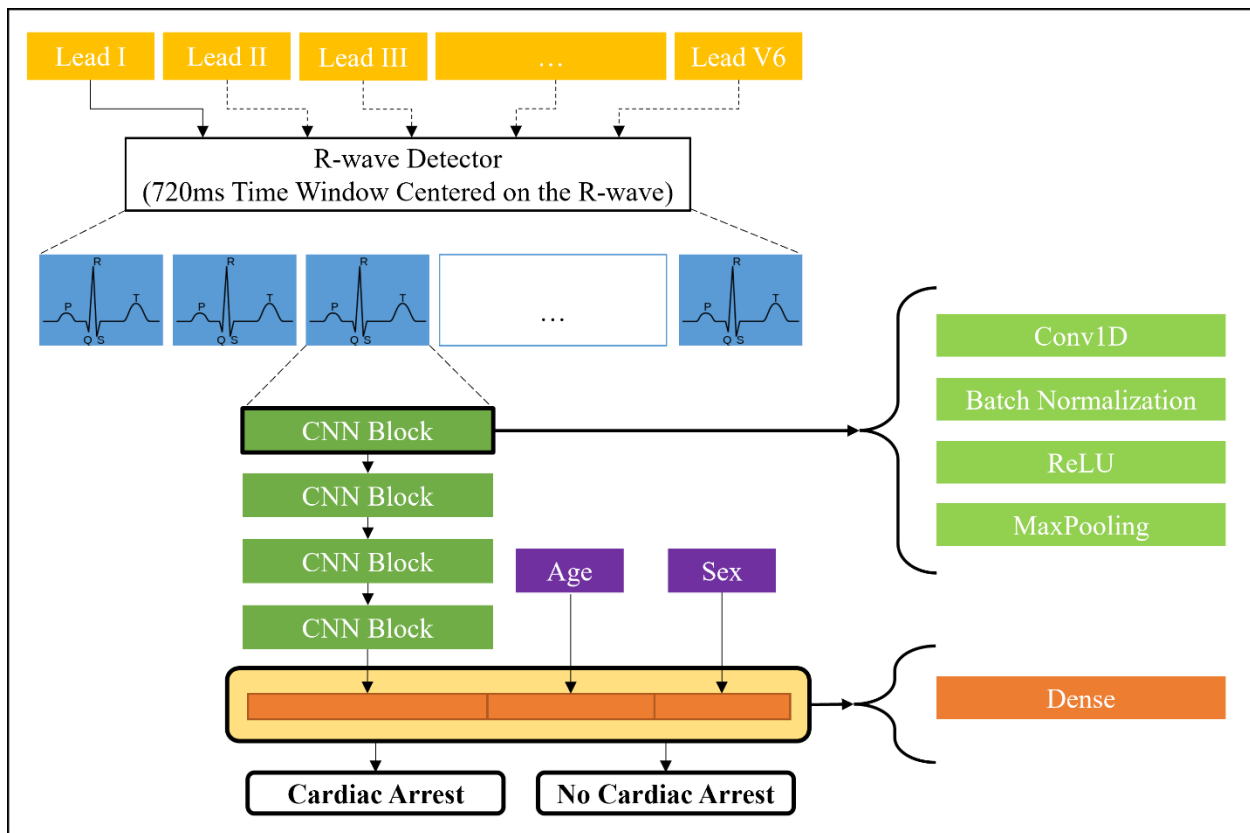 Lead I
Lead II
Lead III
...
Lead V6
R-wave Detector
(720ms Time Window Centered on the R-wave)
R
P
T
Q S
R
P
T
Q S
R
P
T
Q S
...
R
P
T
Q S
CNN Block
CNN Block
CNN Block
CNN Block
Conv1D
Batch Normalization
ReLU
MaxPooling
Age
Sex
Dense
Cardiac Arrest
No Cardiac Arrest